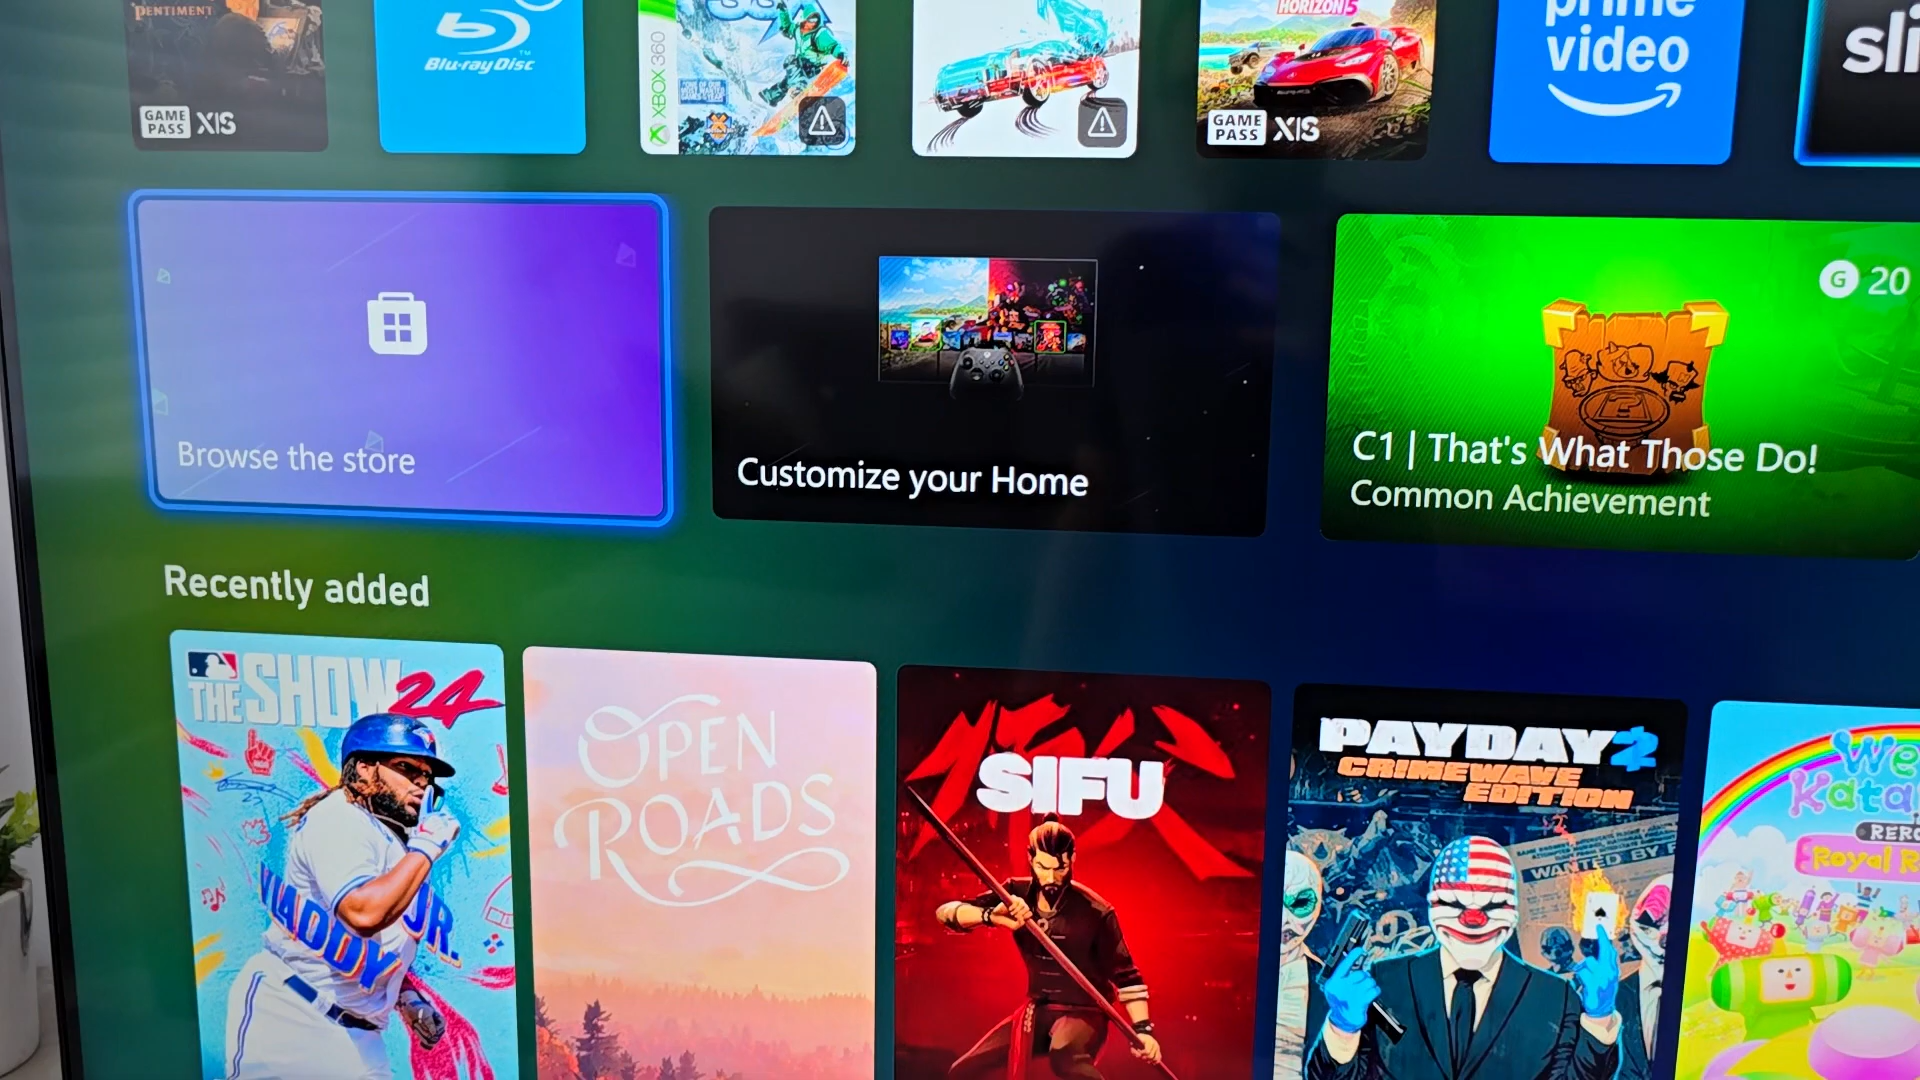 PENTIMENT
GAME
PASS X|S
Blu-ray Disc
XBOX 360
GAME
PASS X|S
HORIZON 5
prime
video
G 20
Browse the store
Customize your Home
C1 | That's What Those Do!
Common Achievement
Recently added
THE SHOW 24
VLADDY JR.
OPEN
ROADS
SIFU
PAYDAY 2
CRIMEWAVE
EDITION
WANTED BY
We
Royal R